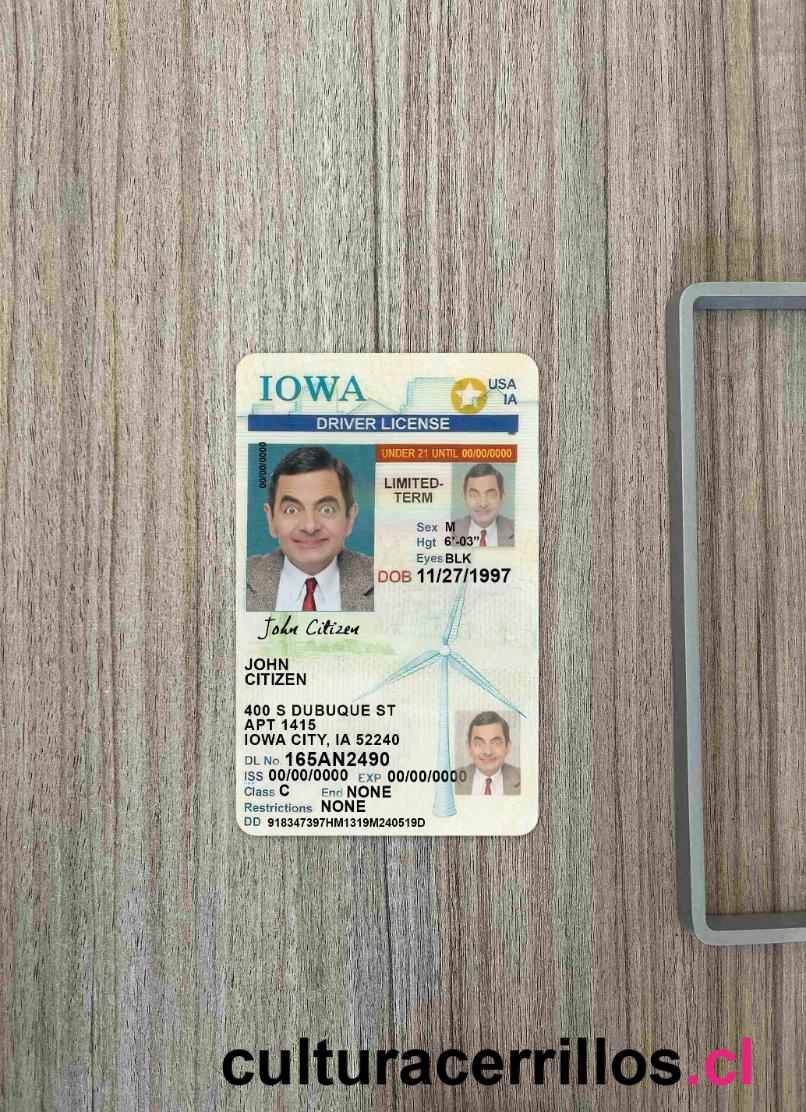 IOWA
USA
IA
DRIVER LICENSE
00/00/0000
UNDER 21 UNTIL 00/00/0000
LIMITED-
TERM
Sex M
Hgt 6'-03"
Eyes BLK
DOB 11/27/1997
John Citizen
JOHN
CITIZEN
400 S DUBUQUE ST
APT 1415
IOWA CITY, IA 52240
DL No. 165AN2490
ISS 00/00/0000 EXP 00/00/0000
Class C End NONE
Restrictions NONE
DD 918347397HM1319M240519D
culturacerrillos.cl